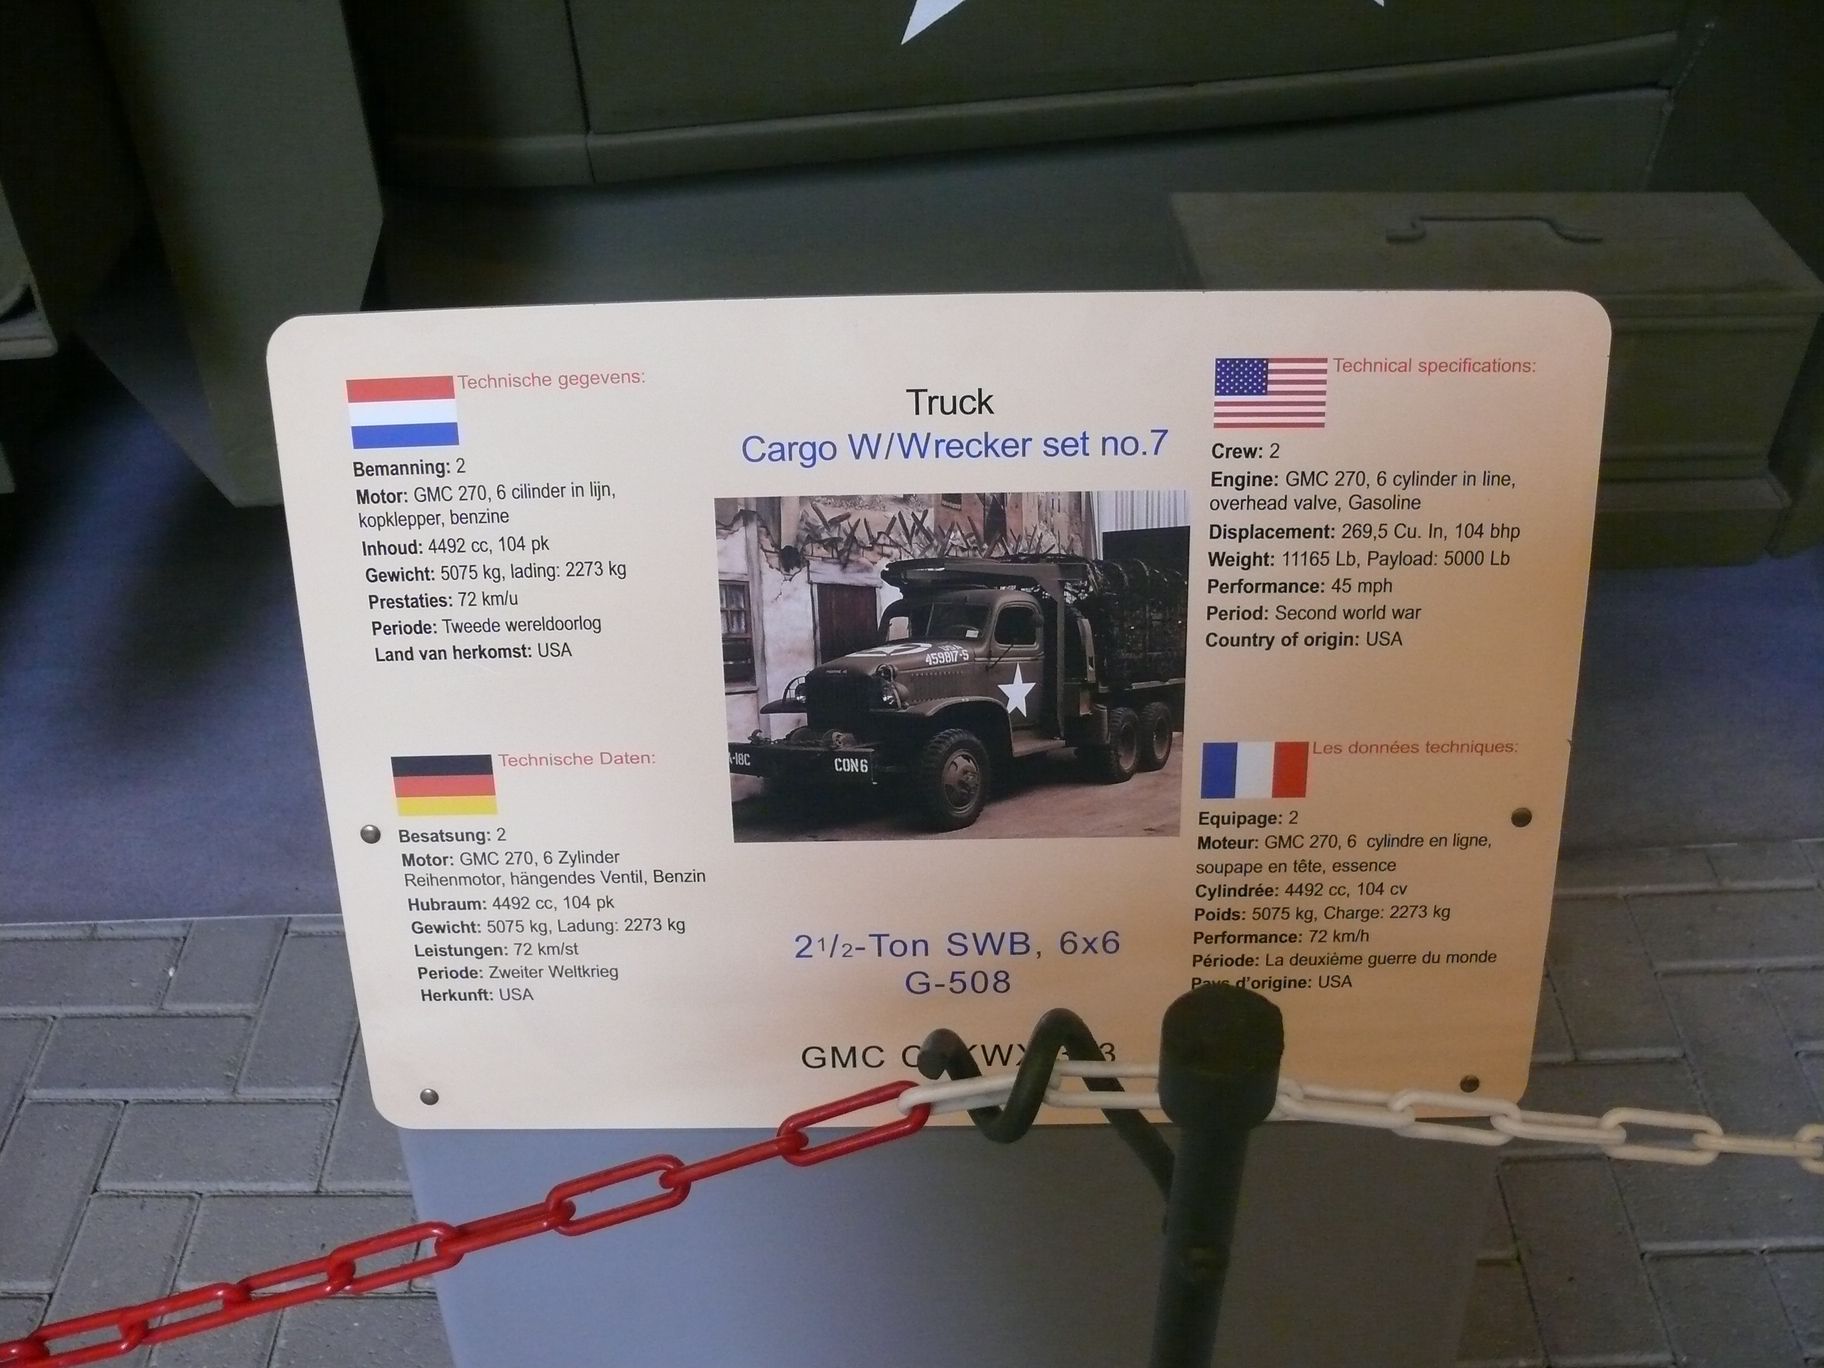 Technische gegevens:
Bemanning: 2
Motor: GMC 270, 6 cilinder in lijn,
kopklepper, benzine
Inhoud: 4492 cc, 104 pk
Gewicht: 5075 kg, lading: 2273 kg
Prestaties: 72 km/u
Periode: Tweede wereldoorlog
Land van herkomst: USA
Technische Daten:
Besatsung: 2
Motor: GMC 270, 6 Zylinder
Reihenmotor, hängendes Ventil, Benzin
Hubraum: 4492 cc, 104 pk
Gewicht: 5075 kg, Ladung: 2273 kg
Leistungen: 72 km/st
Periode: Zweiter Weltkrieg
Herkunft: USA
Truck
Cargo W/Wrecker set no.7
USA
459817-S
A-18C
CON6
2 1/2-Ton SWB, 6x6
G-508
GMC
Technical specifications:
Crew: 2
Engine: GMC 270, 6 cylinder in line,
overhead valve, Gasoline
Displacement: 269,5 Cu. In, 104 bhp
Weight: 11165 Lb, Payload: 5000 Lb
Performance: 45 mph
Period: Second world war
Country of origin: USA
Les données techniques:
Equipage: 2
Moteur: GMC 270, 6 cylindre en ligne,
soupape en tête, essence
Cylindrée: 4492 cc, 104 cv
Poids: 5075 kg, Charge: 2273 kg
Performance: 72 km/h
Période: La deuxième guerre du monde
Pays d'origine: USA